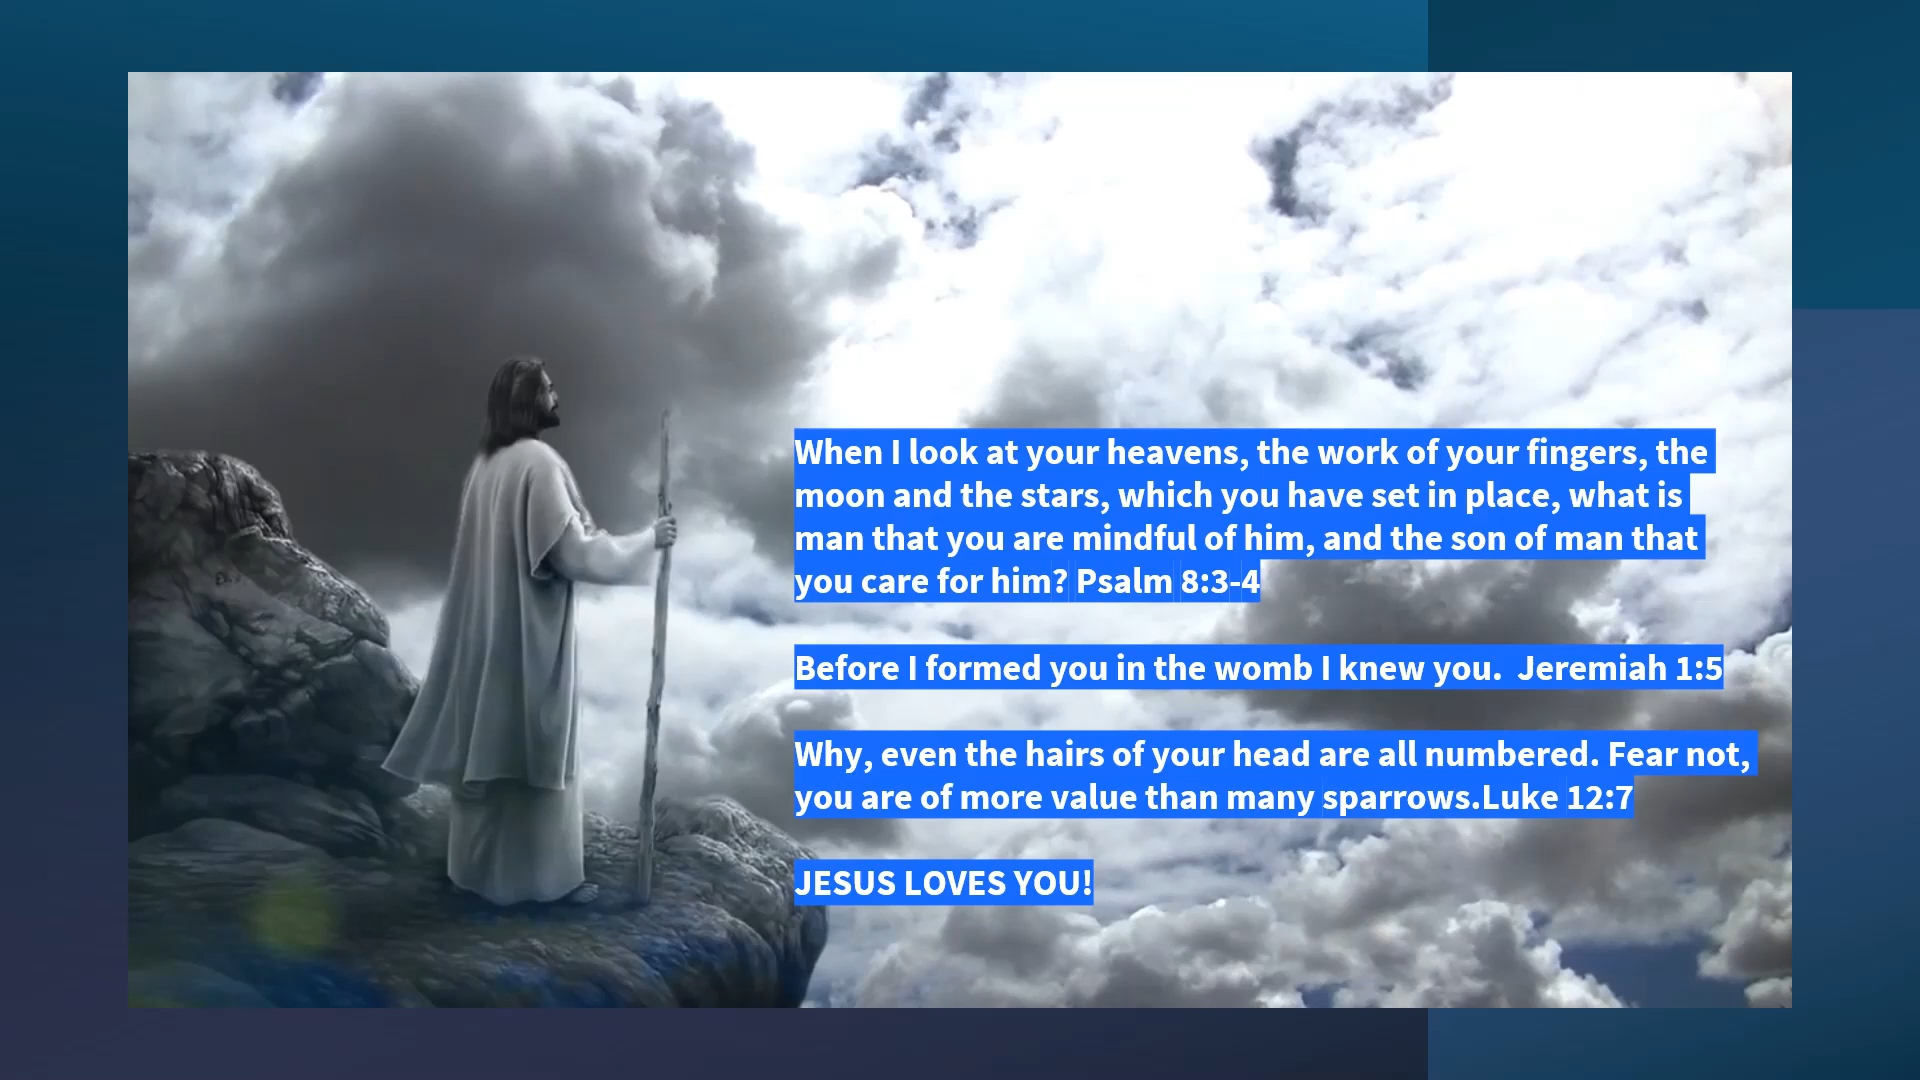 When I look at your heavens, the work of your fingers, the
moon and the stars, which you have set in place, what is
man that you are mindful of him, and the son of man that
you care for him? Psalm 8:3-4
Before I formed you in the womb I knew you.  Jeremiah 1:5
Why, even the hairs of your head are all numbered. Fear not,
you are of more value than many sparrows.Luke 12:7
JESUS LOVES YOU!